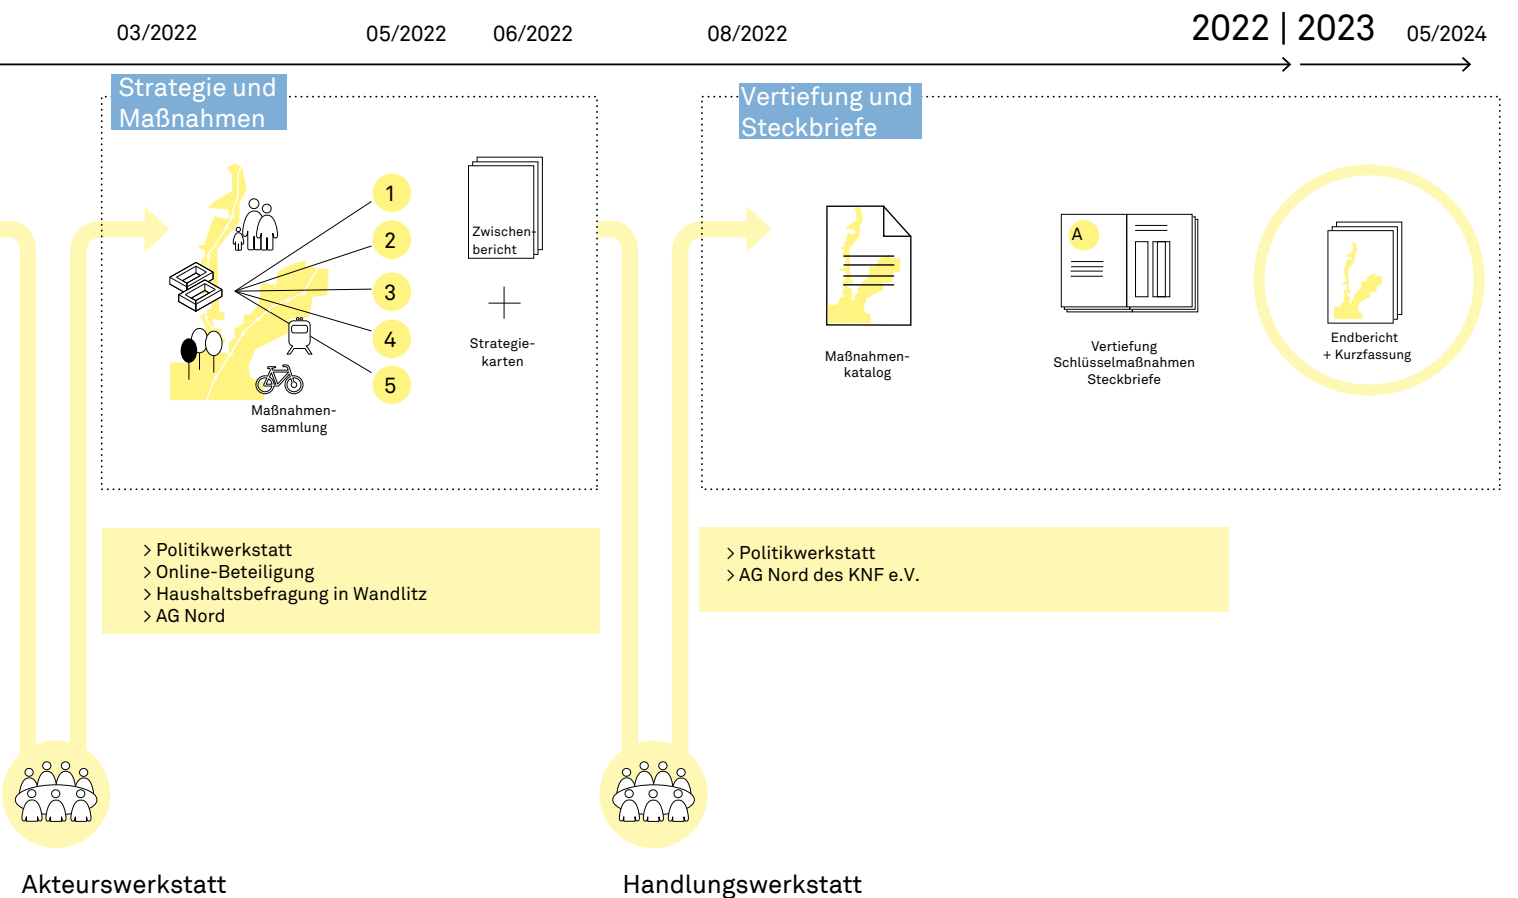 03/2022
05/2022
06/2022
08/2022
2022 | 2023
05/2024
Strategie und
Maßnahmen
1
2
3
4
5
Zwischen-
bericht
Strategie-
karten
Maßnahmen-
sammlung
Vertiefung und
Steckbriefe
Maßnahmen-
katalog
A
Vertiefung
Schlüsselmaßnahmen
Steckbriefe
Endbericht
+ Kurzfassung
> Politikwerkstatt
> Online-Beteiligung
> Haushaltsbefragung in Wandlitz
> AG Nord
> Politikwerkstatt
> AG Nord des KNF e.V.
Akteurswerkstatt
Handlungswerkstatt